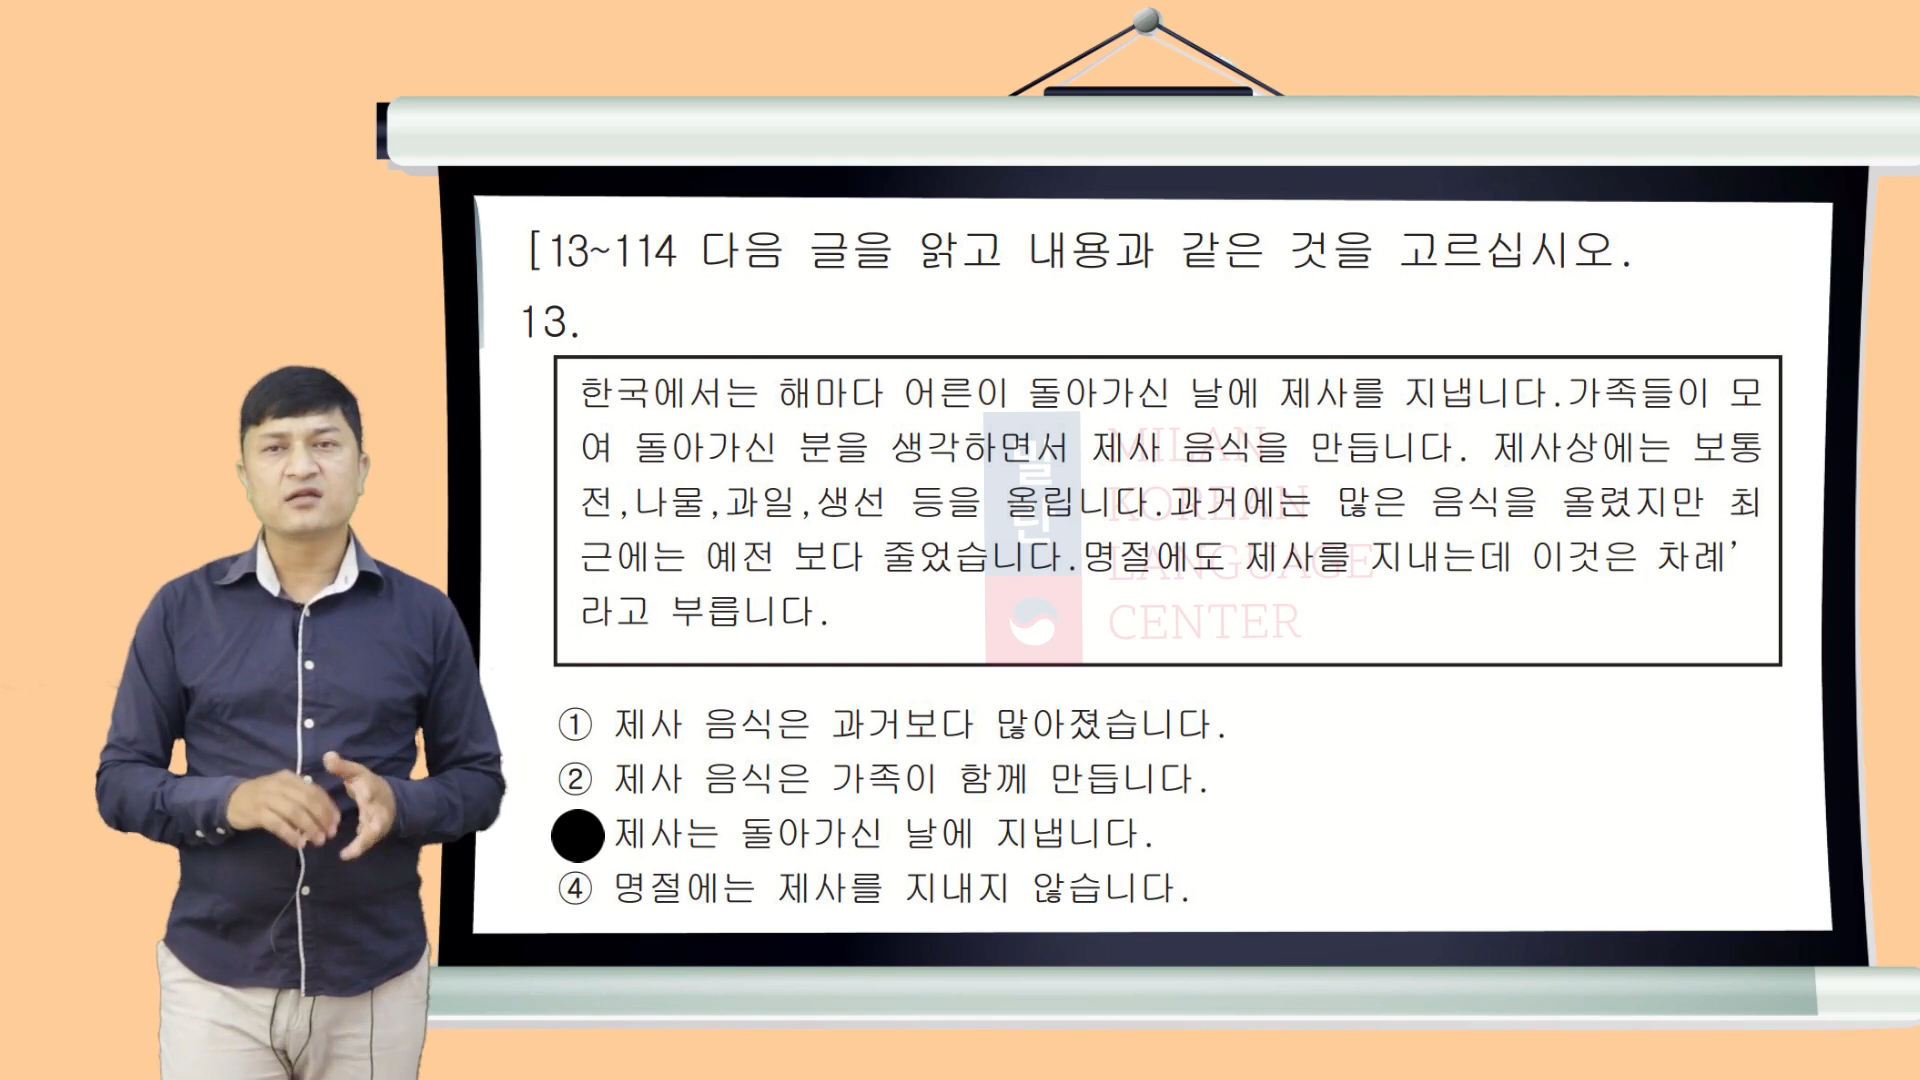 [13~114 다음 글을 앍고 내용과 같은 것을 고르십시오.
13.
한국에서는 해마다 어른이 돌아가신 날에 제사를 지냅니다.가족들이 모
여 돌아가신 분을 생각하면서 제사 음식을 만듭니다. 제사상에는 보통
전,나물,과일,생선 등을 올립니다.과거에는 많은 음식을 올렸지만 최
근에는 예전 보다 줄었습니다.명절에도 제사를 지내는데 이것은 차례’
라고 부릅니다.
밀란
MILAN
KOREAN
LANGUAGE
CENTER
① 제사 음식은 과거보다 많아졌습니다.
② 제사 음식은 가족이 함께 만듭니다.
제사는 돌아가신 날에 지냅니다.
④ 명절에는 제사를 지내지 않습니다.